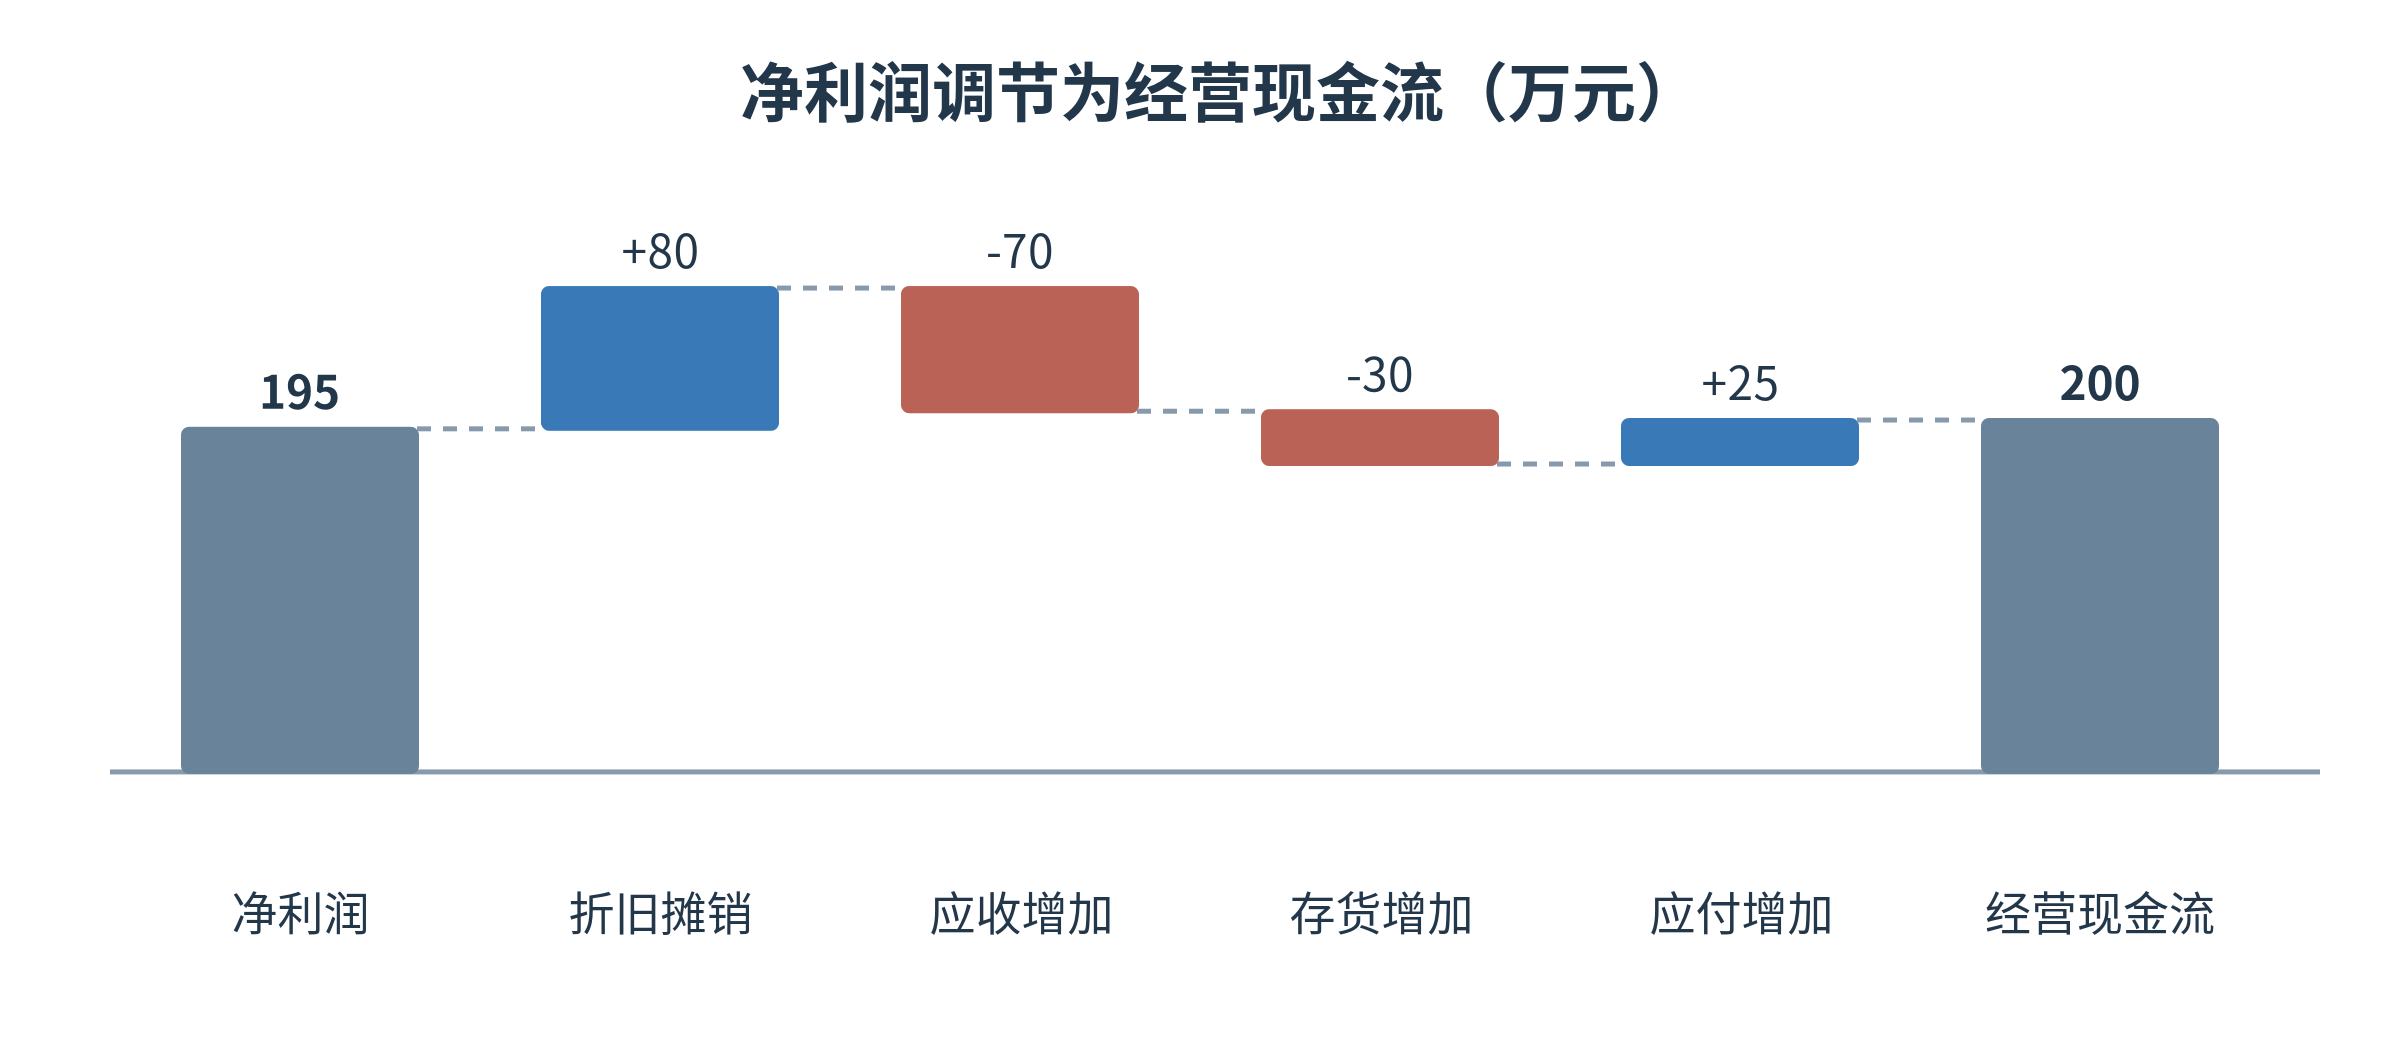 净利润调节为经营现金流（万元）
+80
-70
-30
+25
195
200
净利润
折旧摊销
应收增加
存货增加
应付增加
经营现金流